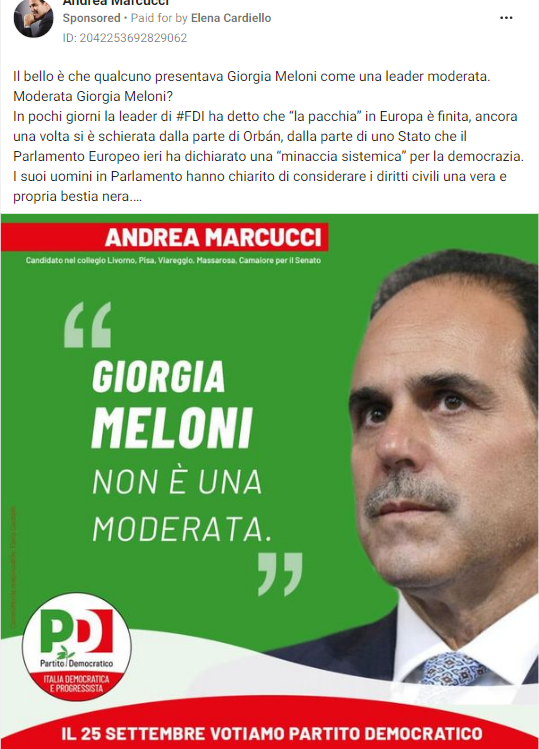 Andrea Marcucci
Sponsored • Paid for by Elena Cardiello
ID: 2042253692829062
Il bello è che qualcuno presentava Giorgia Meloni come una leader moderata.
Moderata Giorgia Meloni?
In pochi giorni la leader di #FDI ha detto che “la pacchia” in Europa è finita, ancora
una volta si è schierata dalla parte di Orbán, dalla parte di uno Stato che il
Parlamento Europeo ieri ha dichiarato una “minaccia sistemica” per la democrazia.
I suoi uomini in Parlamento hanno chiarito di considerare i diritti civili una vera e
propria bestia nera....
ANDREA MARCUCCI
Candidato nel collegio Livorno, Pisa, Viareggio, Massarosa, Camaiore per il Senato
“
GIORGIA
MELONI
NON È UNA
MODERATA.
”
PD
Partito Democratico
ITALIA DEMOCRATICA
E PROGRESSISTA
IL 25 SETTEMBRE VOTIAMO PARTITO DEMOCRATICO